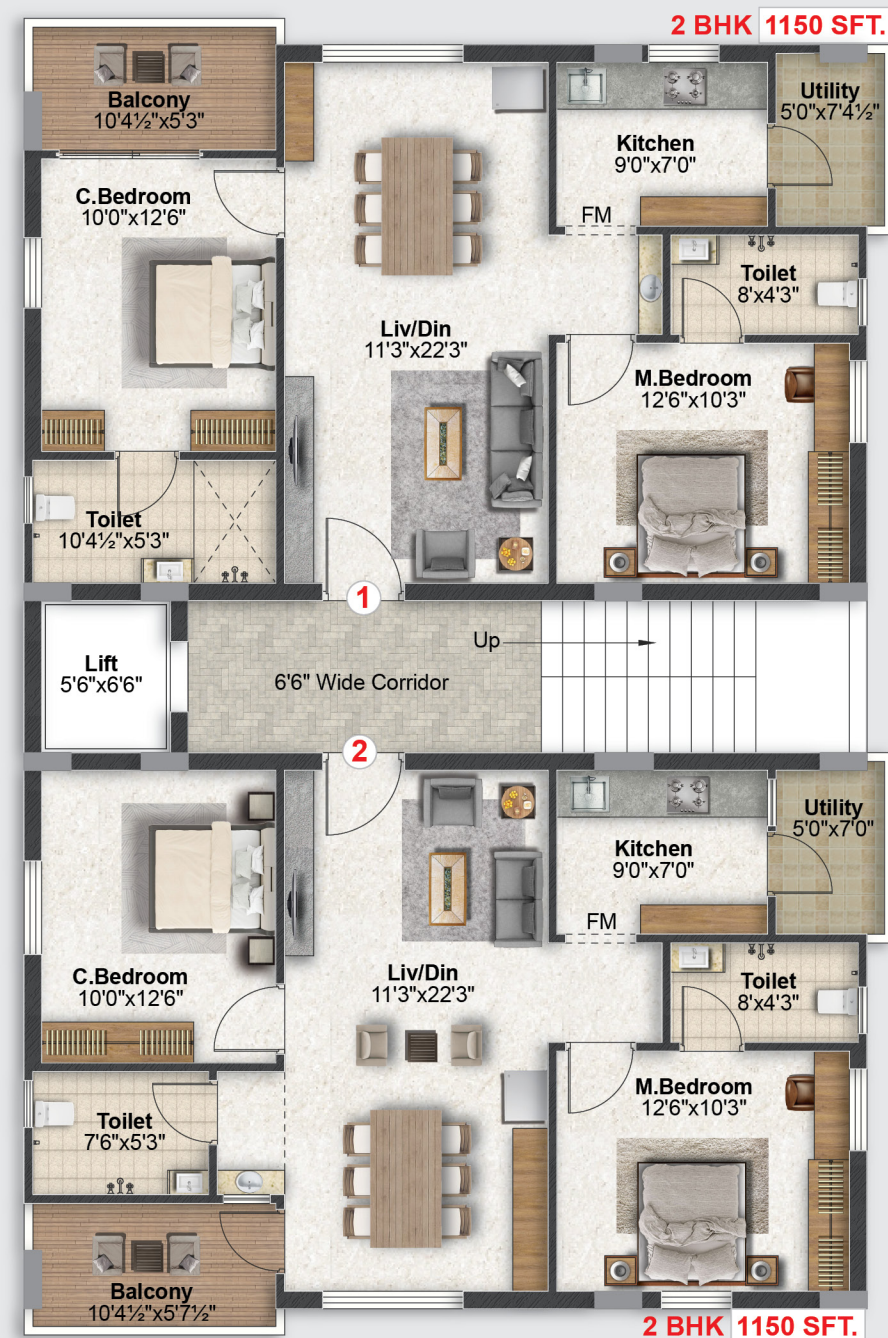 2 BHK 1150 SFT.
Balcony
10'4½"x5'3"
Utility
5'0"x7'4½"
Kitchen
9'0"x7'0"
C.Bedroom
10'0"x12'6"
FM
Toilet
8'x4'3"
Liv/Din
11'3"x22'3"
M.Bedroom
12'6"x10'3"
Toilet
10'4½"x5'3"
1
Up
Lift
5'6"x6'6"
6'6" Wide Corridor
2
Utility
5'0"x7'0"
Kitchen
9'0"x7'0"
FM
C.Bedroom
10'0"x12'6"
Liv/Din
11'3"x22'3"
Toilet
8'x4'3"
M.Bedroom
12'6"x10'3"
Toilet
7'6"x5'3"
Balcony
10'4½"x5'7½"
2 BHK 1150 SFT.